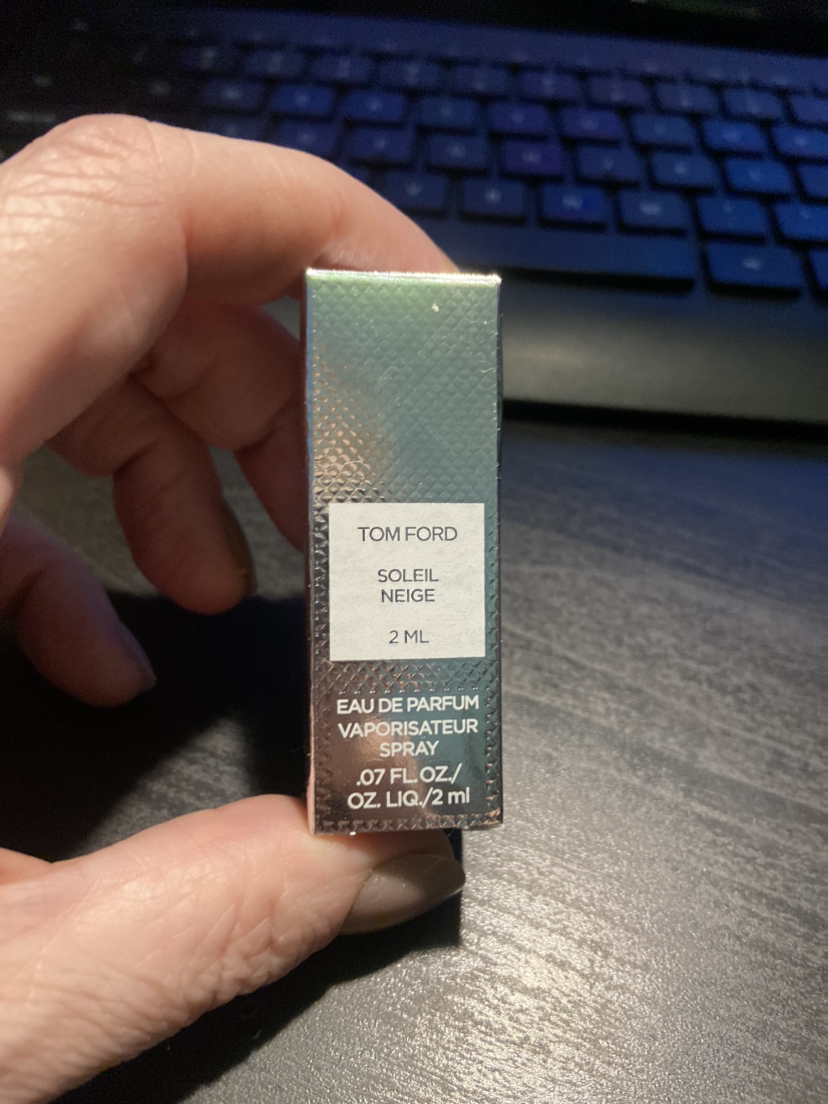 TOM FORD
SOLEIL
NEIGE
2 ML
EAU DE PARFUM
VAPORISATEUR
SPRAY
.07 FL. OZ./
OZ. LIQ./2 ml